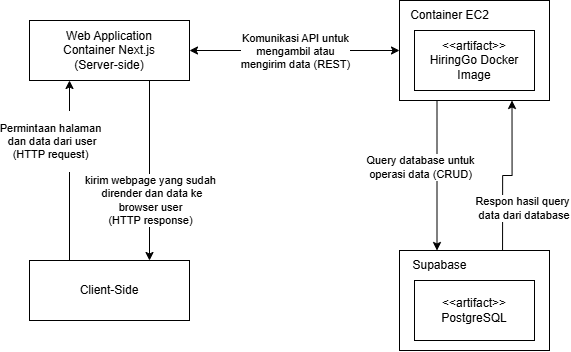 Web Application
Container Next.js
(Server-side)
Komunikasi API untuk
mengambil atau
mengirim data (REST)
Container EC2
<<artifact>>
HiringGo Docker
Image
Permintaan halaman
dan data dari user
(HTTP request)
kirim webpage yang sudah
dirender dan data ke
browser user
(HTTP response)
Query database untuk
operasi data (CRUD)
Respon hasil query
data dari database
Client-Side
Supabase
<<artifact>>
PostgreSQL